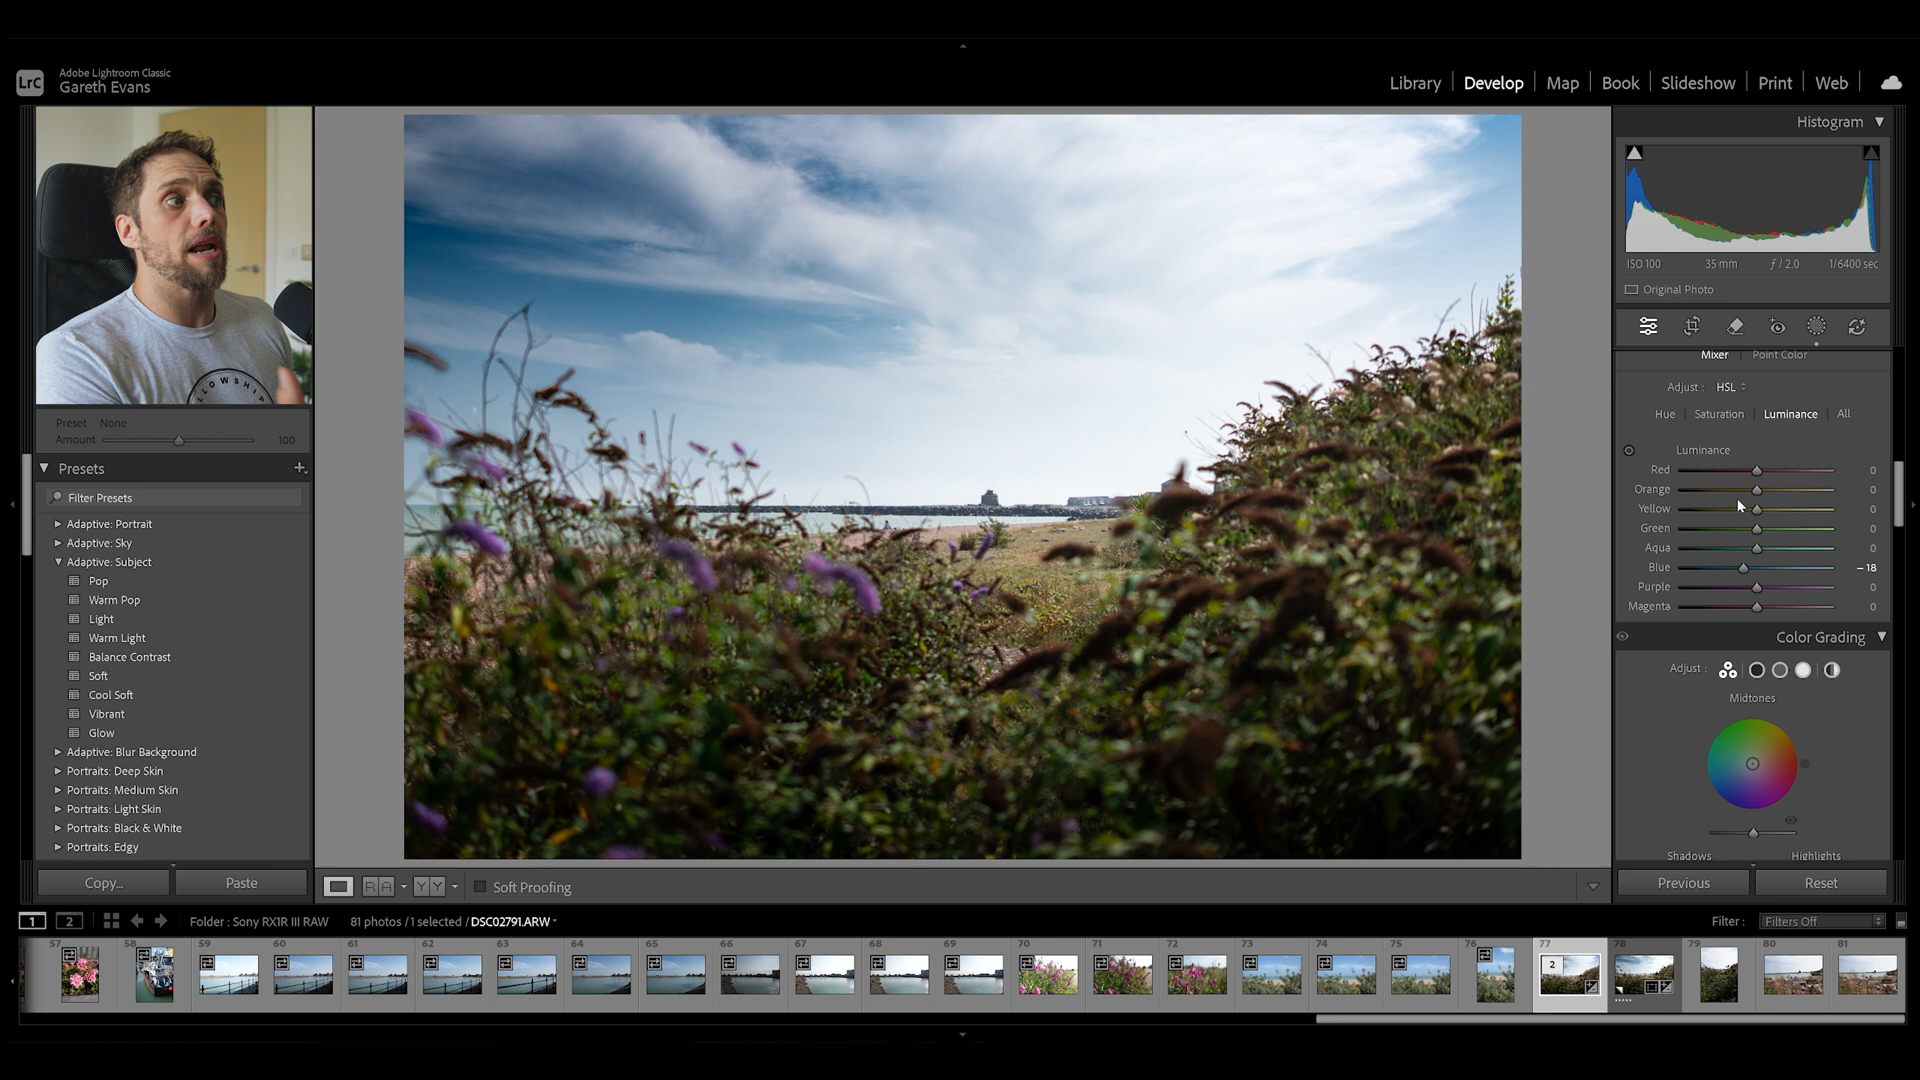 LrC
Adobe Lightroom Classic
Gareth Evans
Library
Develop
Map
Book
Slideshow
Print
Web
LLOWSHIP
Preset : None
Amount 100
Presets
Filter Presets
Adaptive: Portrait
Adaptive: Sky
Adaptive: Subject
Pop
Warm Pop
Light
Warm Light
Balance Contrast
Soft
Cool Soft
Vibrant
Glow
Adaptive: Blur Background
Portraits: Deep Skin
Portraits: Medium Skin
Portraits: Light Skin
Portraits: Black & White
Portraits: Edgy
Copy...
Paste
R A
Y Y
Soft Proofing
Histogram
ISO 100 35 mm ƒ / 2.0 1/6400 sec
Original Photo
Mixer Point Color
Adjust : HSL
Hue Saturation Luminance All
Luminance
Red 0
Orange 0
Yellow 0
Green 0
Aqua 0
Blue – 18
Purple 0
Magenta 0
Color Grading
Adjust :
Midtones
Shadows Highlights
Previous
Reset
1 2
Folder : Sony RX1R III RAW
81 photos / 1 selected / DSC02791.ARW
Filter : Filters Off
57 58 59 60 61 62 63 64 65 66 67 68 69 70 71 72 73 74 75 76 77 78 79 80 81
2